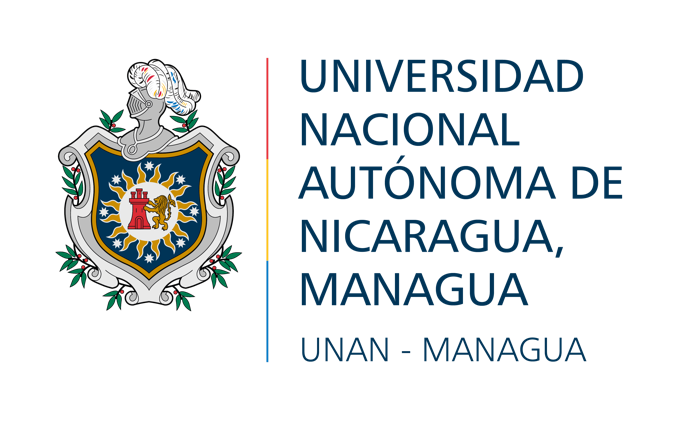 UNIVERSIDAD
NACIONAL
AUTÓNOMA DE
NICARAGUA,
MANAGUA
UNAN - MANAGUA